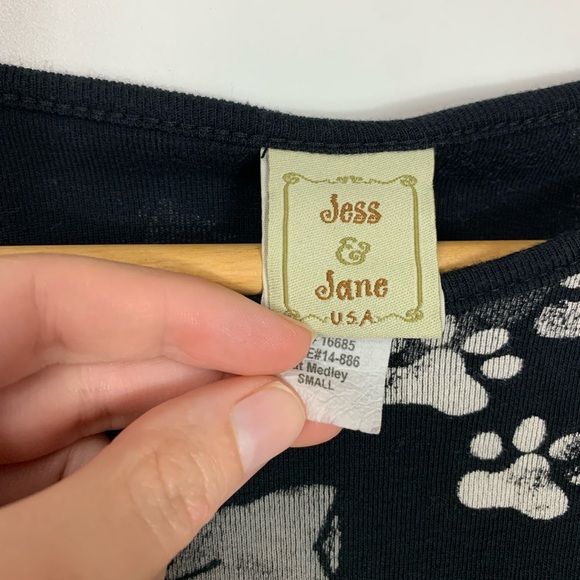 Jess
&
Jane
U.S.A.
16685
E#14-886
t Medley
SMALL